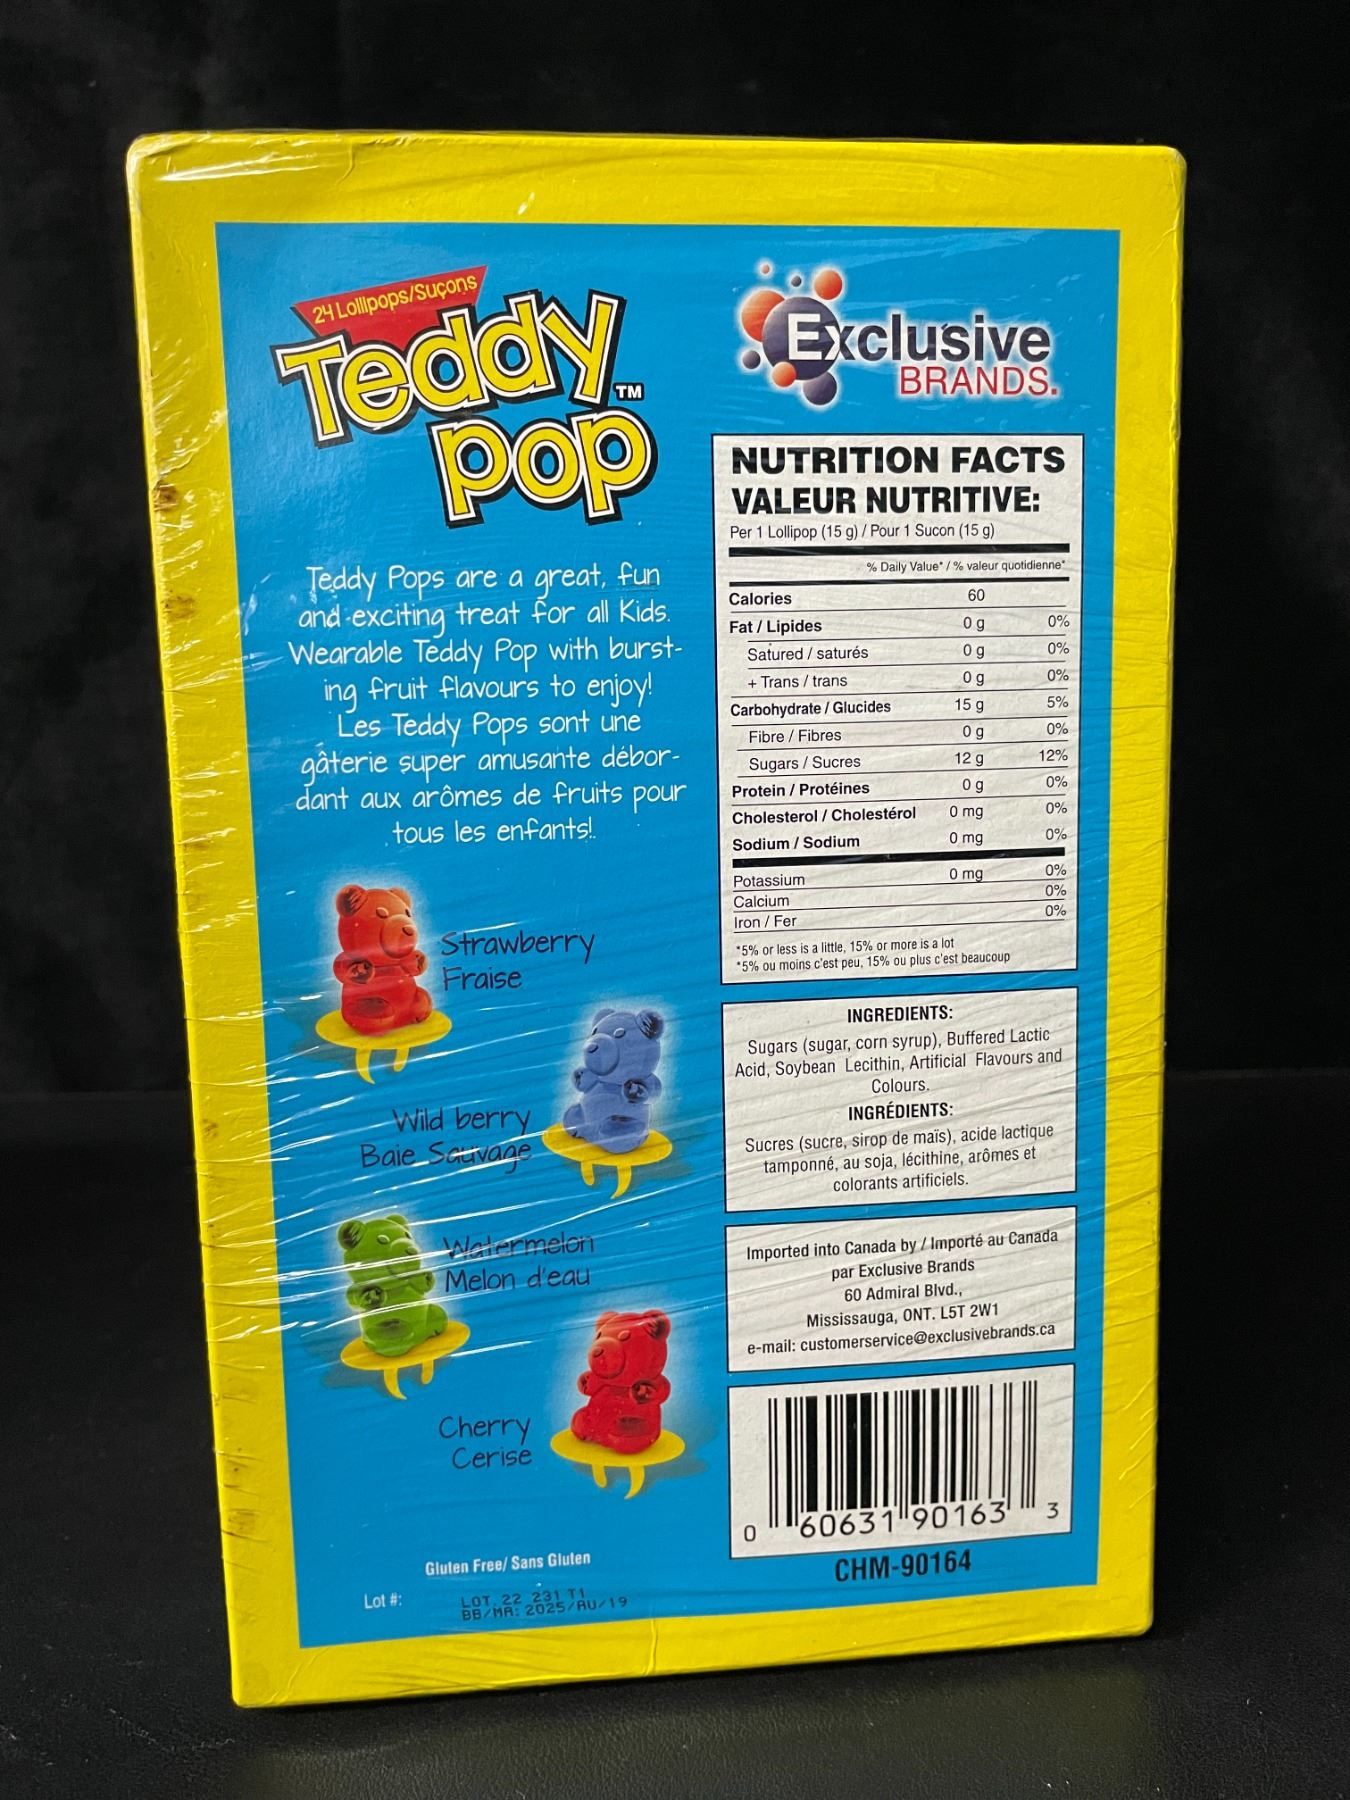 24 Lollipops/Suçons
Teddy
pop™
Teddy Pops are a great, fun
and exciting treat for all Kids.
Wearable Teddy Pop with burst-
ing fruit flavours to enjoy!
Les Teddy Pops sont une
gâterie super amusante débor-
dant aux arômes de fruits pour
tous les enfants!
Strawberry
Fraise
Wild berry
Baie Sauvage
Watermelon
Melon d'eau
Cherry
Cerise
Gluten Free/ Sans Gluten
Lot #:
LOT. 22 231 T1
BB/MA: 2025/AU/19
Exclusive
BRANDS.
NUTRITION FACTS
VALEUR NUTRITIVE:
Per 1 Lollipop (15 g) / Pour 1 Sucon (15 g)
% Daily Value* / % valeur quotidienne*
Calories 60
Fat / Lipides 0 g 0%
Satured / saturés 0 g 0%
+ Trans / trans 0 g 0%
Carbohydrate / Glucides 15 g 5%
Fibre / Fibres 0 g 0%
Sugars / Sucres 12 g 12%
Protein / Protéines 0 g 0%
Cholesterol / Cholestérol 0 mg 0%
Sodium / Sodium 0 mg 0%
Potassium 0 mg 0%
Calcium 0%
Iron / Fer 0%
*5% or less is a little, 15% or more is a lot
*5% ou moins c'est peu, 15% ou plus c'est beaucoup
INGREDIENTS:
Sugars (sugar, corn syrup), Buffered Lactic
Acid, Soybean Lecithin, Artificial Flavours and
Colours.
INGRÉDIENTS:
Sucres (sucre, sirop de maïs), acide lactique
tamponné, au soja, lécithine, arômes et
colorants artificiels.
Imported into Canada by / Importé au Canada
par Exclusive Brands
60 Admiral Blvd.,
Mississauga, ONT. L5T 2W1
e-mail: customerservice@exclusivebrands.ca
0 60631 90163 3
CHM-90164